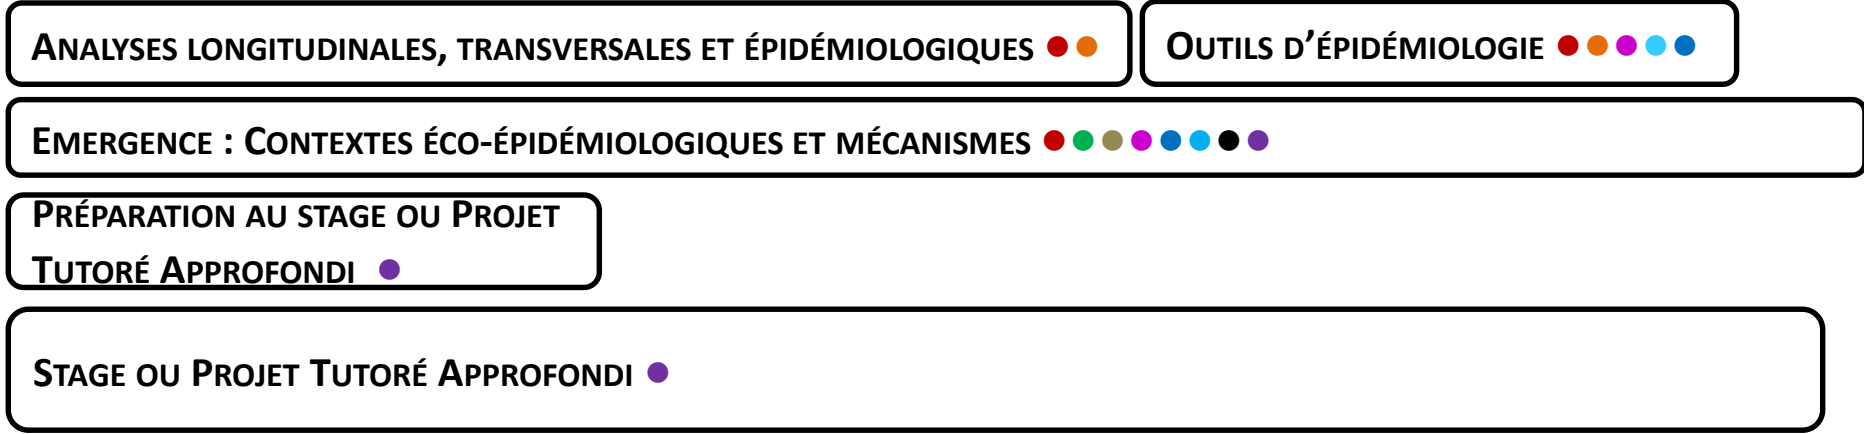 ANALYSES LONGITUDINALES, TRANSVERSALES ET ÉPIDÉMIOLOGIQUES
OUTILS D'ÉPIDÉMIOLOGIE
EMERGENCE : CONTEXTES ÉCO-ÉPIDÉMIOLOGIQUES ET MÉCANISMES
PRÉPARATION AU STAGE OU PROJET
TUTORÉ APPROFONDI
STAGE OU PROJET TUTORÉ APPROFONDI